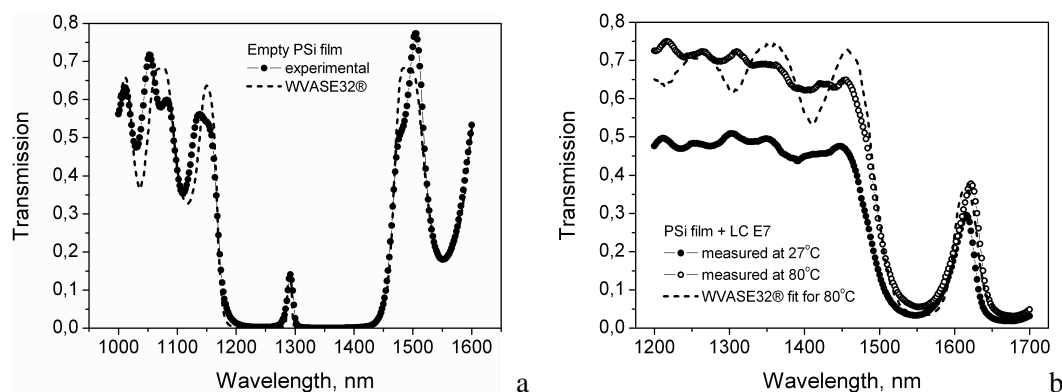 0,8
0,7
0,6
0,5
0,4
0,3
0,2
0,1
0,0
Transmission
Empty PSi film
experimental
WVASE32®
1000 1100 1200 1300 1400 1500 1600
Wavelength, nm
a
0,8
0,7
0,6
0,5
0,4
0,3
0,2
0,1
0,0
Transmission
PSi film + LC E7
measured at 27°C
measured at 80°C
WVASE32® fit for 80°C
1200 1300 1400 1500 1600 1700
Wavelength, nm
b